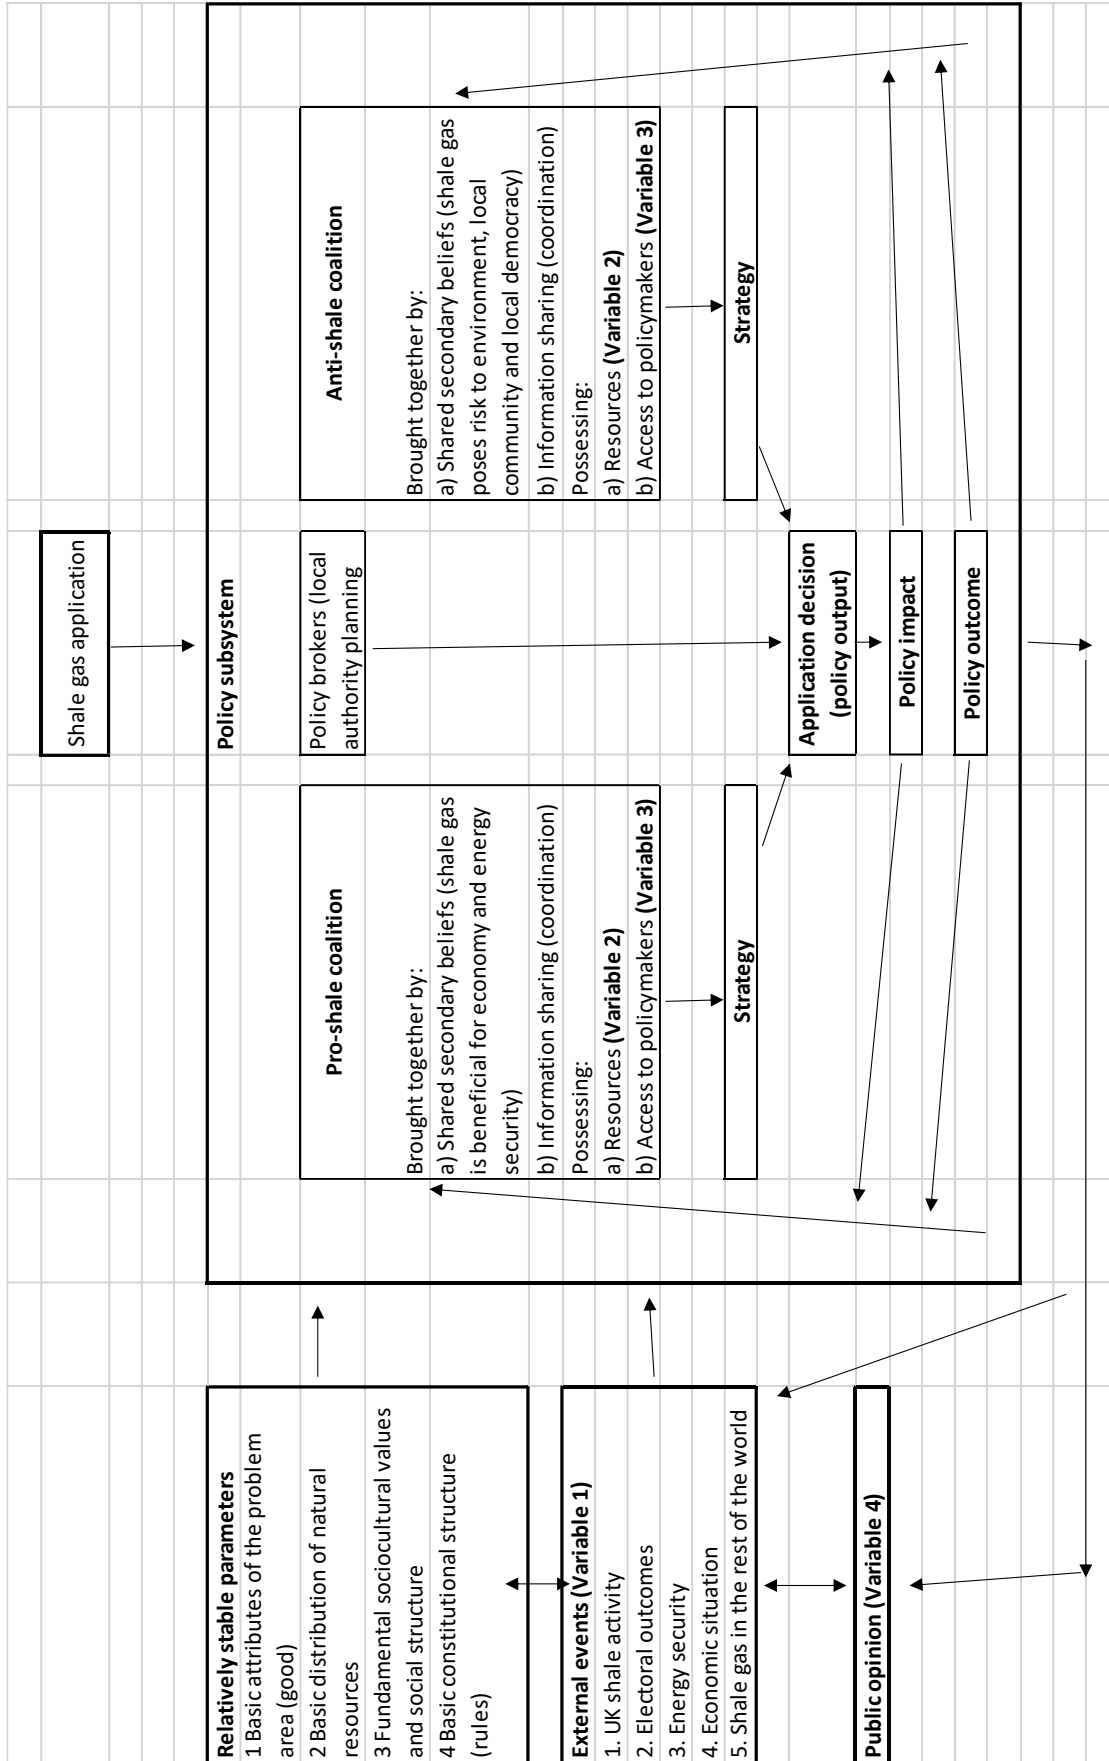 Shale gas application
Relatively stable parameters
1 Basic attributes of the problem
area (good)
2 Basic distribution of natural
resources
3 Fundamental sociocultural values
and social structure
4 Basic constitutional structure
(rules)
External events (Variable 1)
1. UK shale activity
2. Electoral outcomes
3. Energy security
4. Economic situation
5. Shale gas in the rest of the world
Public opinion (Variable 4)
Policy subsystem
Pro-shale coalition
Brought together by:
a) Shared secondary beliefs (shale gas
is beneficial for economy and energy
security)
b) Information sharing (coordination)
Possessing:
a) Resources (Variable 2)
b) Access to policymakers (Variable 3)
Strategy
Policy brokers (local
authority planning
Anti-shale coalition
Brought together by:
a) Shared secondary beliefs (shale gas
poses risk to environment, local
community and local democracy)
b) Information sharing (coordination)
Possessing:
a) Resources (Variable 2)
b) Access to policymakers (Variable 3)
Strategy
Application decision
(policy output)
Policy impact
Policy outcome